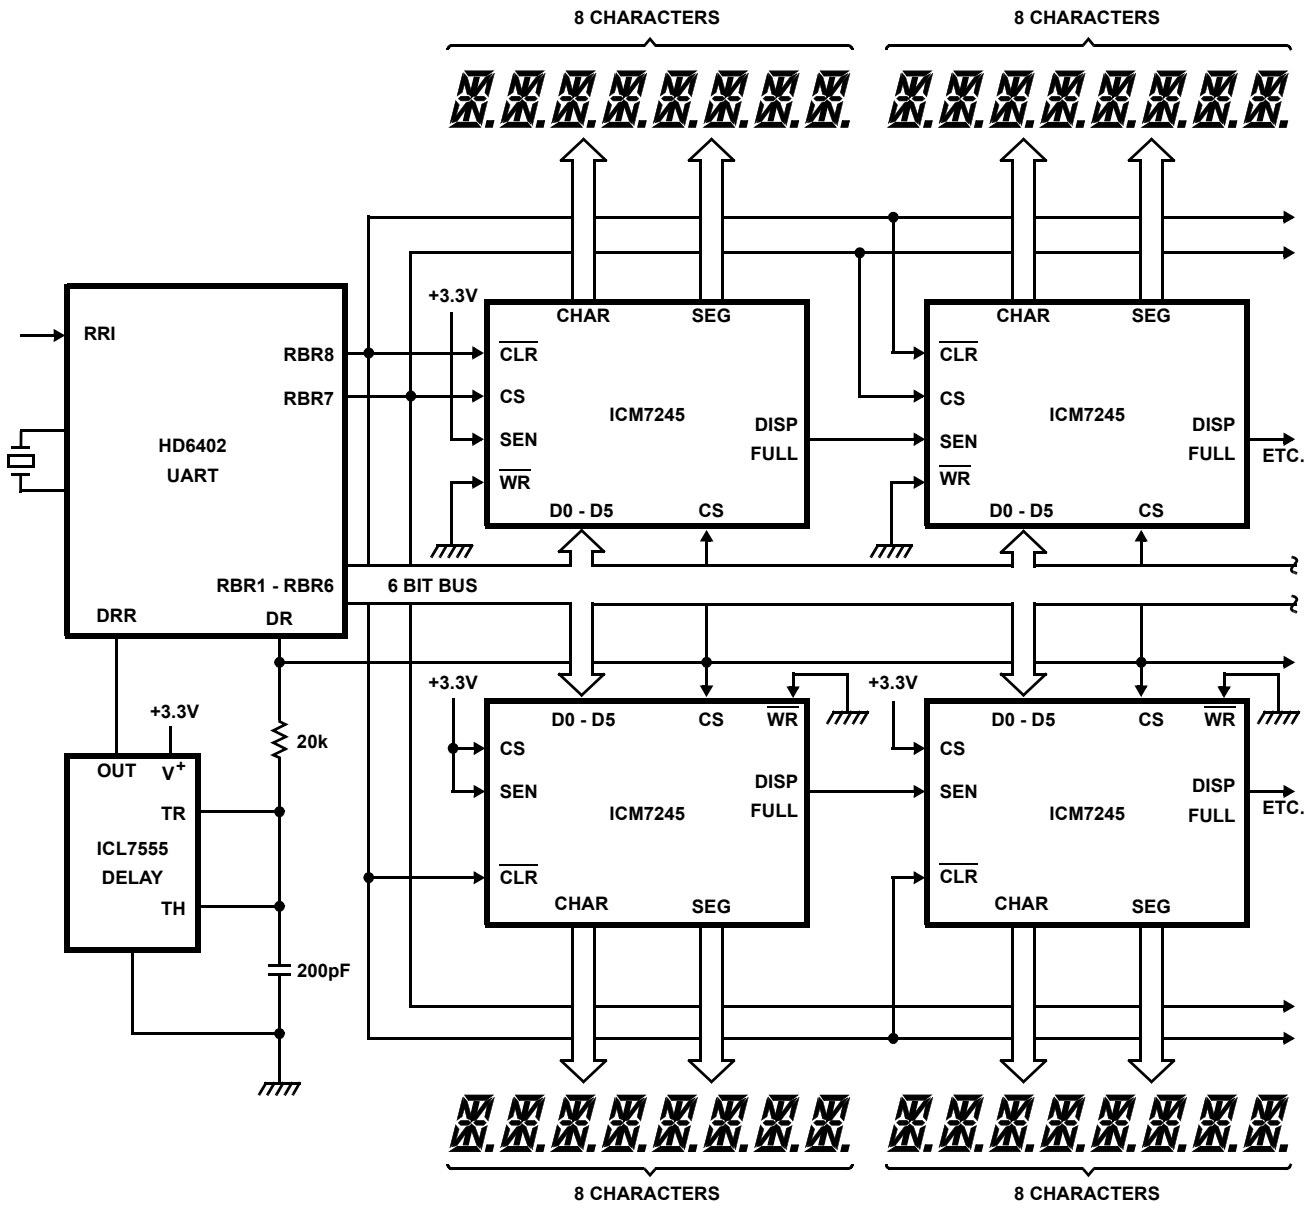 8 CHARACTERS
8 CHARACTERS
+3.3V
CHAR
SEG
CLR
CS
SEN
WR
ICM7245
DISP
FULL
D0 - D5
CS
CHAR
SEG
CLR
CS
SEN
WR
ICM7245
DISP
FULL
ETC.
D0 - D5
CS
RRI
RBR8
RBR7
HD6402
UART
RBR1 - RBR6
DRR
DR
6 BIT BUS
+3.3V
20k
OUT
V+
TR
ICL7555
DELAY
TH
200pF
+3.3V
D0 - D5
CS
WR
CS
SEN
DISP
FULL
ICM7245
CLR
CHAR
SEG
+3.3V
D0 - D5
CS
WR
CS
SEN
DISP
FULL
ETC.
ICM7245
CLR
CHAR
SEG
8 CHARACTERS
8 CHARACTERS